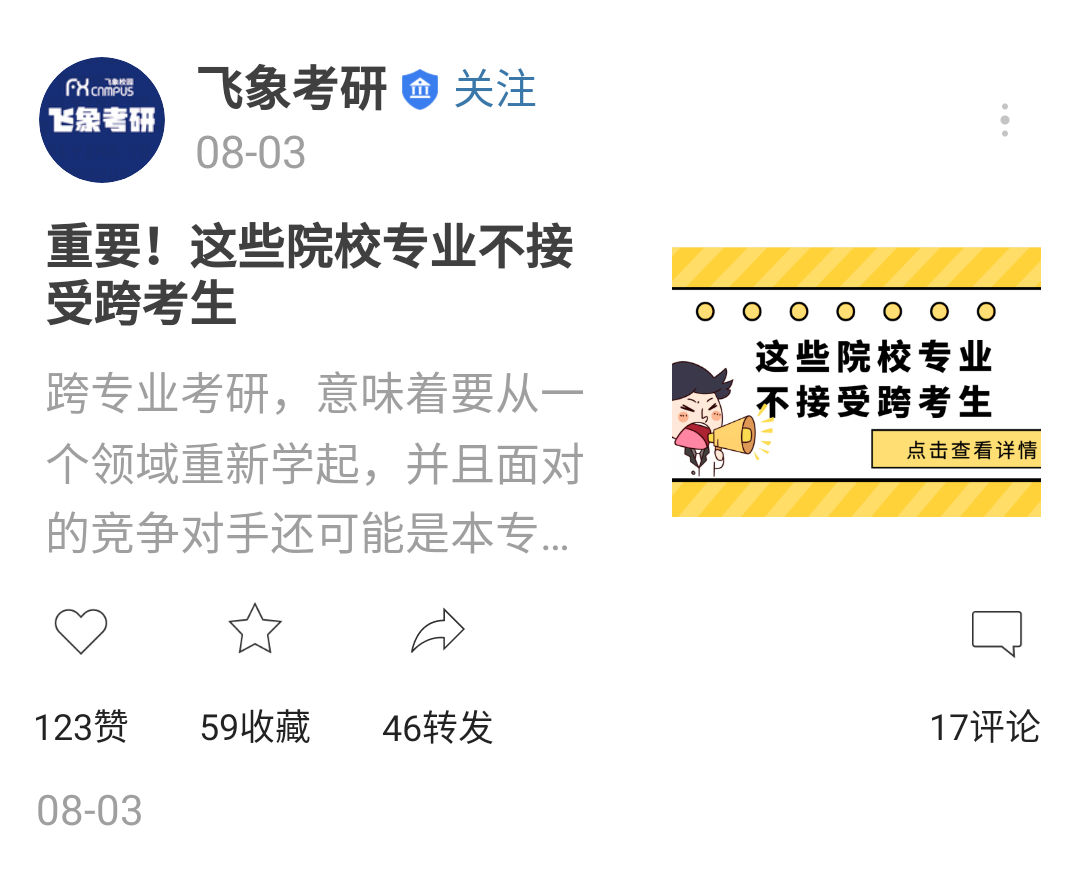 飞象校园
FX CAMPUS
飞象考研
飞象考研 关注
08-03
重要！这些院校专业不接
受跨考生
跨专业考研，意味着要从一
个领域重新学起，并且面对
的竞争对手还可能是本专...
这些院校专业
不接受跨考生
点击查看详情
123赞 59收藏 46转发 17评论
08-03